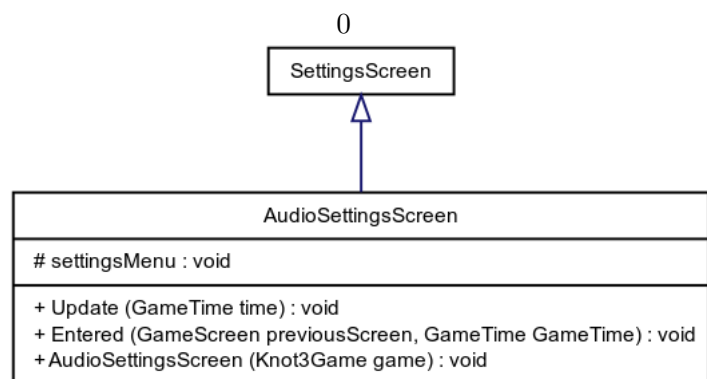 0
SettingsScreen
AudioSettingsScreen
# settingsMenu : void
+ Update (GameTime time) : void
+ Entered (GameScreen previousScreen, GameTime GameTime) : void
+ AudioSettingsScreen (Knot3Game game) : void